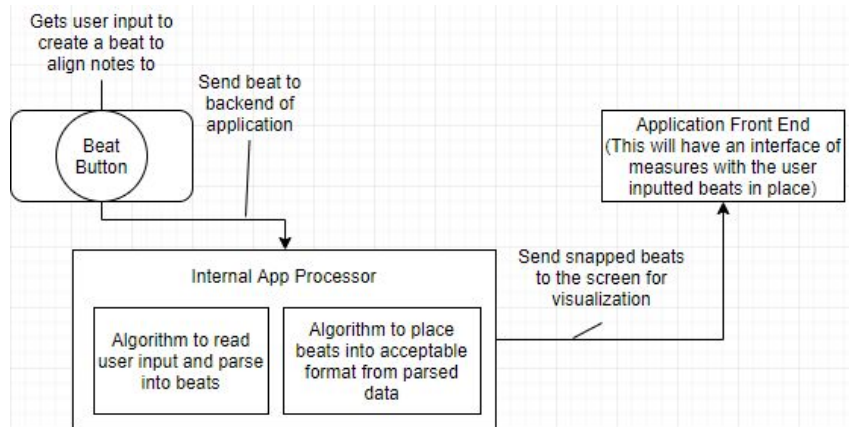 Gets user input to
create a beat to
align notes to
Send beat to
backend of
application
Beat
Button
Application Front End
(This will have an interface of
measures with the user
inputted beats in place)
Internal App Processor
Send snapped beats
to the screen for
visualization
Algorithm to read
user input and parse
into beats
Algorithm to place
beats into acceptable
format from parsed
data